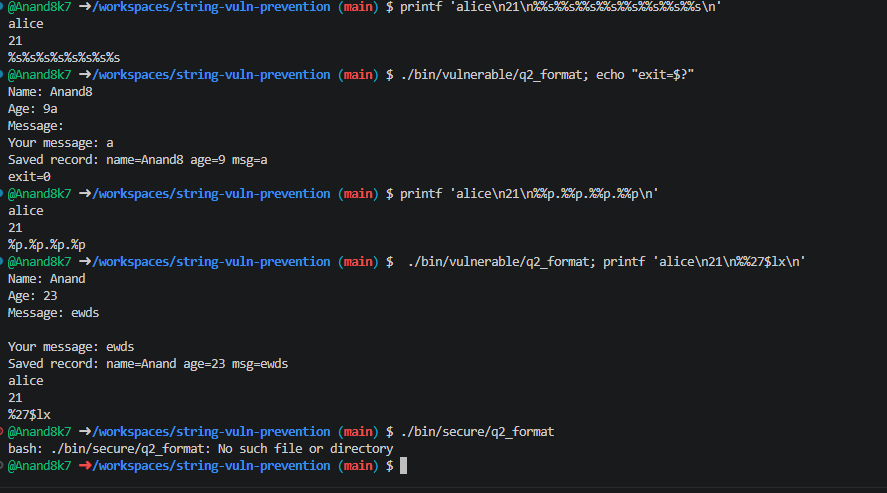 @Anand8k7 ➜/workspaces/string-vuln-prevention (main) $ printf 'alice\n21\n%%s%%s%%s%%s%%s%%s%%s%%s\n'
alice
21
%s%s%s%s%s%s%s%s
@Anand8k7 ➜/workspaces/string-vuln-prevention (main) $ ./bin/vulnerable/q2_format; echo "exit=$?"
Name: Anand8
Age: 9a
Message:
Your message: a
Saved record: name=Anand8 age=9 msg=a
exit=0
@Anand8k7 ➜/workspaces/string-vuln-prevention (main) $ printf 'alice\n21\n%%p.%%p.%%p.%%p\n'
alice
21
%p.%p.%p.%p
@Anand8k7 ➜/workspaces/string-vuln-prevention (main) $  ./bin/vulnerable/q2_format; printf 'alice\n21\n%%27$lx\n'
Name: Anand
Age: 23
Message: ewds
Your message: ewds
Saved record: name=Anand age=23 msg=ewds
alice
21
%27$lx
@Anand8k7 ➜/workspaces/string-vuln-prevention (main) $ ./bin/secure/q2_format
bash: ./bin/secure/q2_format: No such file or directory
@Anand8k7 ➜/workspaces/string-vuln-prevention (main) $